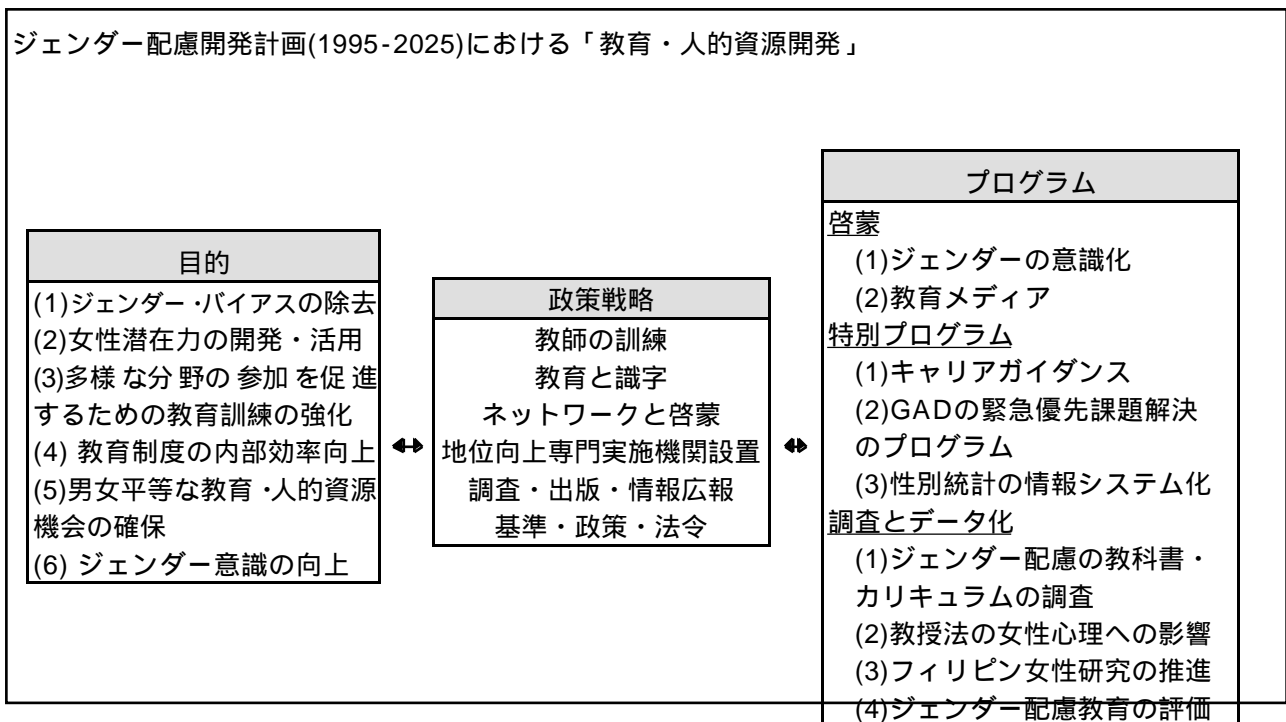 ジェンダー配慮開発計画(1995-2025)における「教育・人的資源開発」
目的
(1)ジェンダー・バイアスの除去
(2)女性潜在力の開発・活用
(3)多様な分野の参加を促進
するための教育訓練の強化
(4) 教育制度の内部効率向上
(5)男女平等な教育・人的資源
機会の確保
(6) ジェンダー意識の向上
政策戦略
教師の訓練
教育と識字
ネットワークと啓蒙
地位向上専門実施機関設置
調査・出版・情報広報
基準・政策・法令
プログラム
啓蒙
(1)ジェンダーの意識化
(2)教育メディア
特別プログラム
(1)キャリアガイダンス
(2)GADの緊急優先課題解決
のプログラム
(3)性別統計の情報システム化
調査とデータ化
(1)ジェンダー配慮の教科書・
カリキュラムの調査
(2)教授法の女性心理への影響
(3)フィリピン女性研究の推進
(4)ジェンダー配慮教育の評価